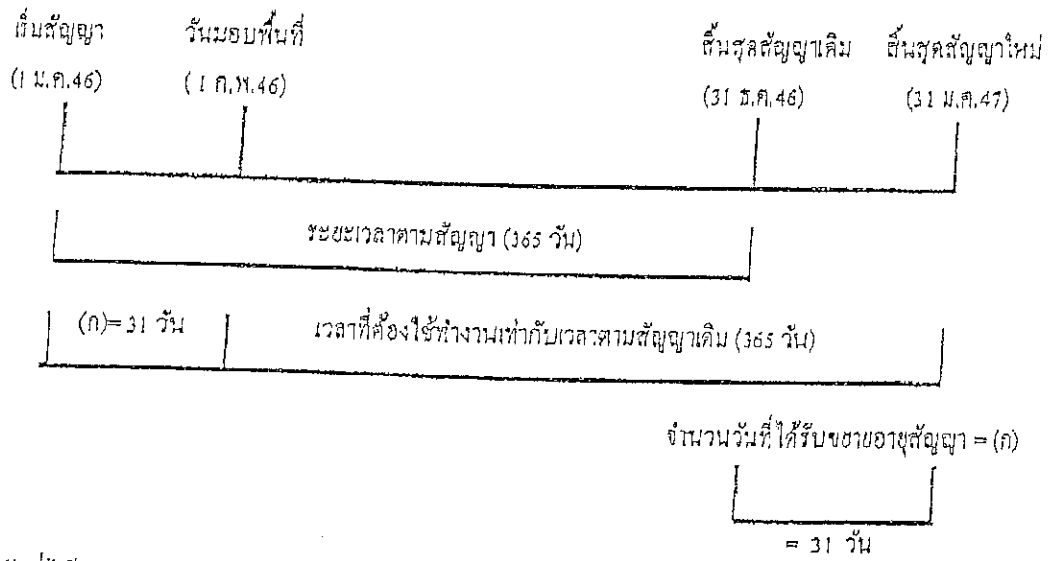 เริ่มสัญญา วันมอบพื้นที่ สิ้นสุดสัญญาเดิม สิ้นสุดสัญญาใหม่
(1 ม.ค.46) (1 ก.พ.46) (31 ธ.ค.46) (31 ม.ค.47)
ระยะเวลาตามสัญญา (365 วัน)
(ก)= 31 วัน เวลาที่ต้องใช้ทำงานเท่ากับเวลาตามสัญญาเดิม (365 วัน)
จำนวนวันที่ได้รับขยายอายุสัญญา = (ก)
= 31 วัน